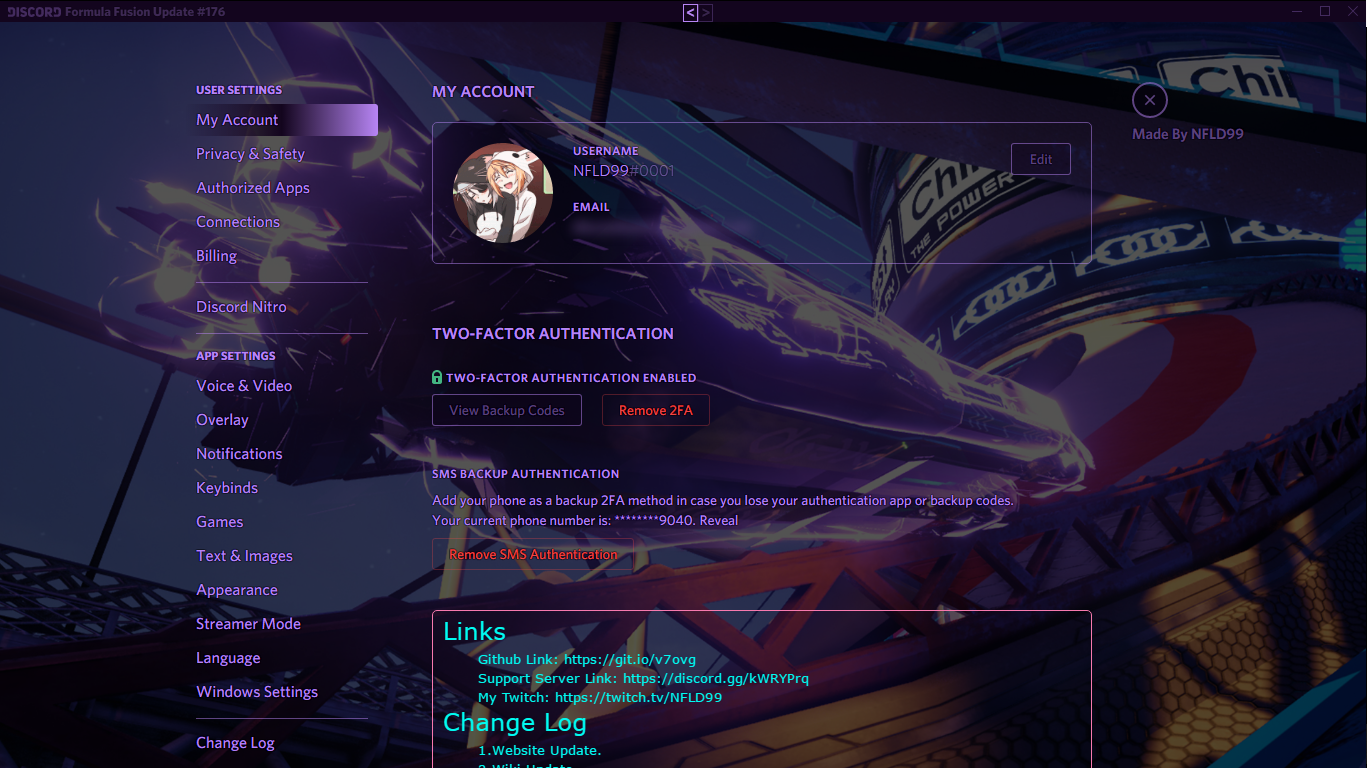 DISCORD Formula Fusion Update #176
< >
USER SETTINGS
My Account
Privacy & Safety
Authorized Apps
Connections
Billing
Discord Nitro
APP SETTINGS
Voice & Video
Overlay
Notifications
Keybinds
Games
Text & Images
Appearance
Streamer Mode
Language
Windows Settings
Change Log
MY ACCOUNT
USERNAME
NFLD99#0001
Edit
EMAIL
TWO-FACTOR AUTHENTICATION
TWO-FACTOR AUTHENTICATION ENABLED
View Backup Codes
Remove 2FA
SMS BACKUP AUTHENTICATION
Add your phone as a backup 2FA method in case you lose your authentication app or backup codes.
Your current phone number is: ********9040. Reveal
Remove SMS Authentication
Links
Github Link: https://git.io/v7ovg
Support Server Link: https://discord.gg/kWRYPrq
My Twitch: https://twitch.tv/NFLD99
Change Log
1.Website Update.
Made By NFLD99
Chi
Chi
THE POWER